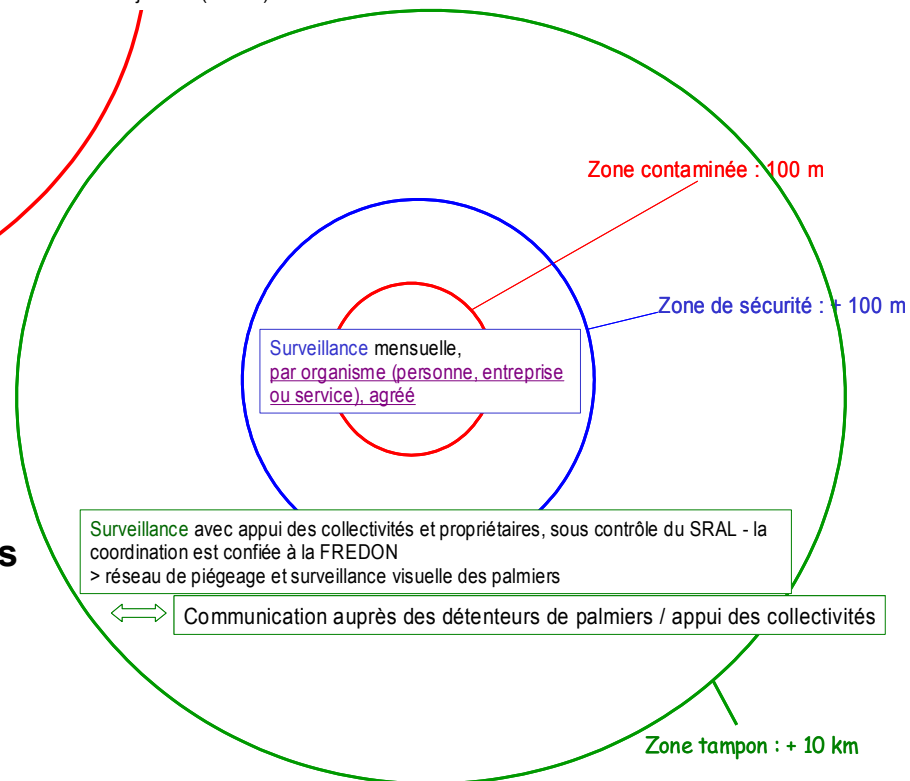 Zone contaminée : 100 m
Zone de sécurité : + 100 m
Surveillance mensuelle,
par organisme (personne, entreprise
ou service), agréé
Surveillance avec appui des collectivités et propriétaires, sous contrôle du SRAL - la
coordination est confiée à la FREDON
> réseau de piégeage et surveillance visuelle des palmiers
s
Communication auprès des détenteurs de palmiers / appui des collectivités
Zone tampon : + 10 km